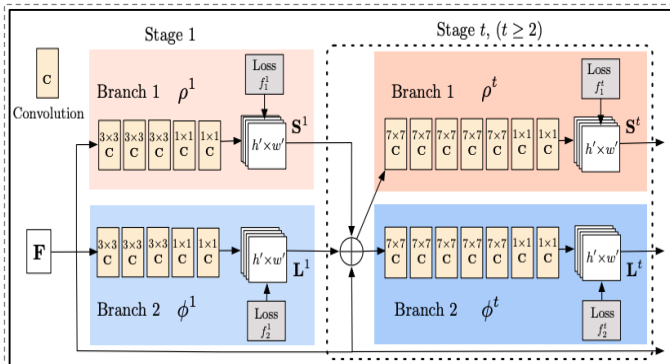 Stage 1
Stage t, (t ≥ 2)
C
Convolution
Branch 1 ρ¹
Loss
f₁¹
3×3 C 3×3 C 3×3 C 1×1 C 1×1 C
h′×w′
S¹
Branch 1 ρᵗ
Loss
f₁ᵗ
7×7 C 7×7 C 7×7 C 7×7 C 7×7 C 1×1 C 1×1 C
h′×w′
Sᵗ
F
3×3 C 3×3 C 3×3 C 1×1 C 1×1 C
h′×w′
L¹
Branch 2 ϕ¹
Loss
f₂¹
7×7 C 7×7 C 7×7 C 7×7 C 7×7 C 1×1 C 1×1 C
h′×w′
Lᵗ
Branch 2 ϕᵗ
Loss
f₂ᵗ